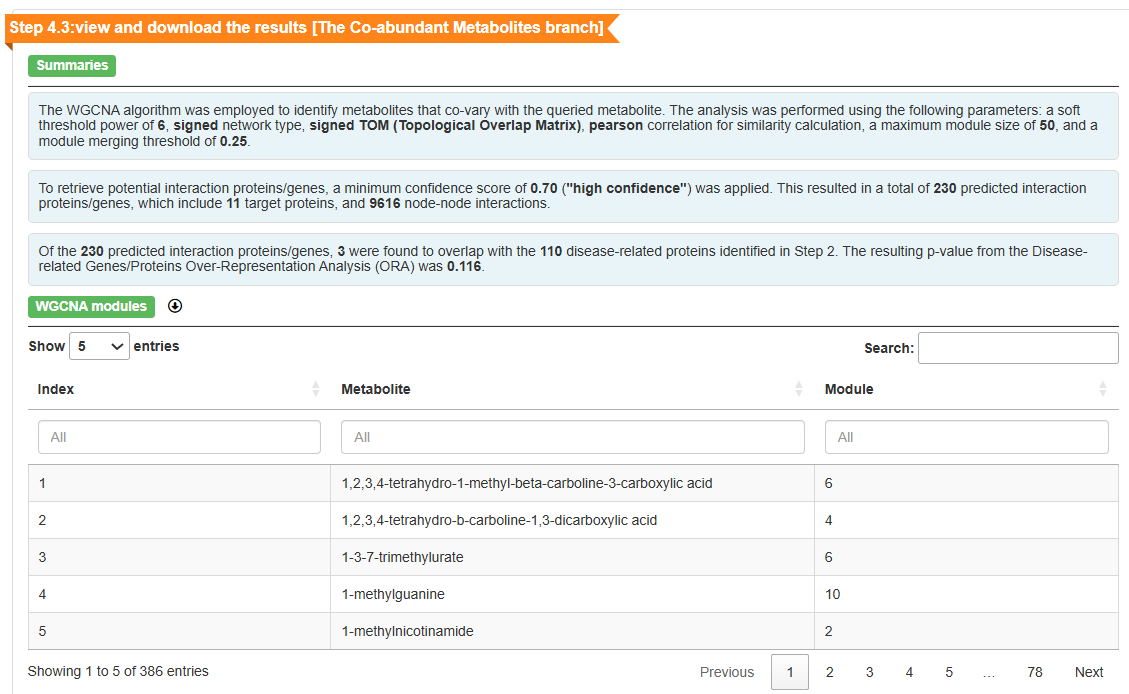 Step 4.3:view and download the results [The Co-abundant Metabolites branch]
Summaries
The WGCNA algorithm was employed to identify metabolites that co-vary with the queried metabolite. The analysis was performed using the following parameters: a soft
threshold power of 6, signed network type, signed TOM (Topological Overlap Matrix), pearson correlation for similarity calculation, a maximum module size of 50, and a
module merging threshold of 0.25.
To retrieve potential interaction proteins/genes, a minimum confidence score of 0.70 ("high confidence") was applied. This resulted in a total of 230 predicted interaction
proteins/genes, which include 11 target proteins, and 9616 node-node interactions.
Of the 230 predicted interaction proteins/genes, 3 were found to overlap with the 110 disease-related proteins identified in Step 2. The resulting p-value from the Disease-
related Genes/Proteins Over-Representation Analysis (ORA) was 0.116.
WGCNA modules
Show 5 entries Search:
Index Metabolite Module
All All All
1 1,2,3,4-tetrahydro-1-methyl-beta-carboline-3-carboxylic acid 6
2 1,2,3,4-tetrahydro-b-carboline-1,3-dicarboxylic acid 4
3 1-3-7-trimethylurate 6
4 1-methylguanine 10
5 1-methylnicotinamide 2
Showing 1 to 5 of 386 entries Previous 1 2 3 4 5 ... 78 Next